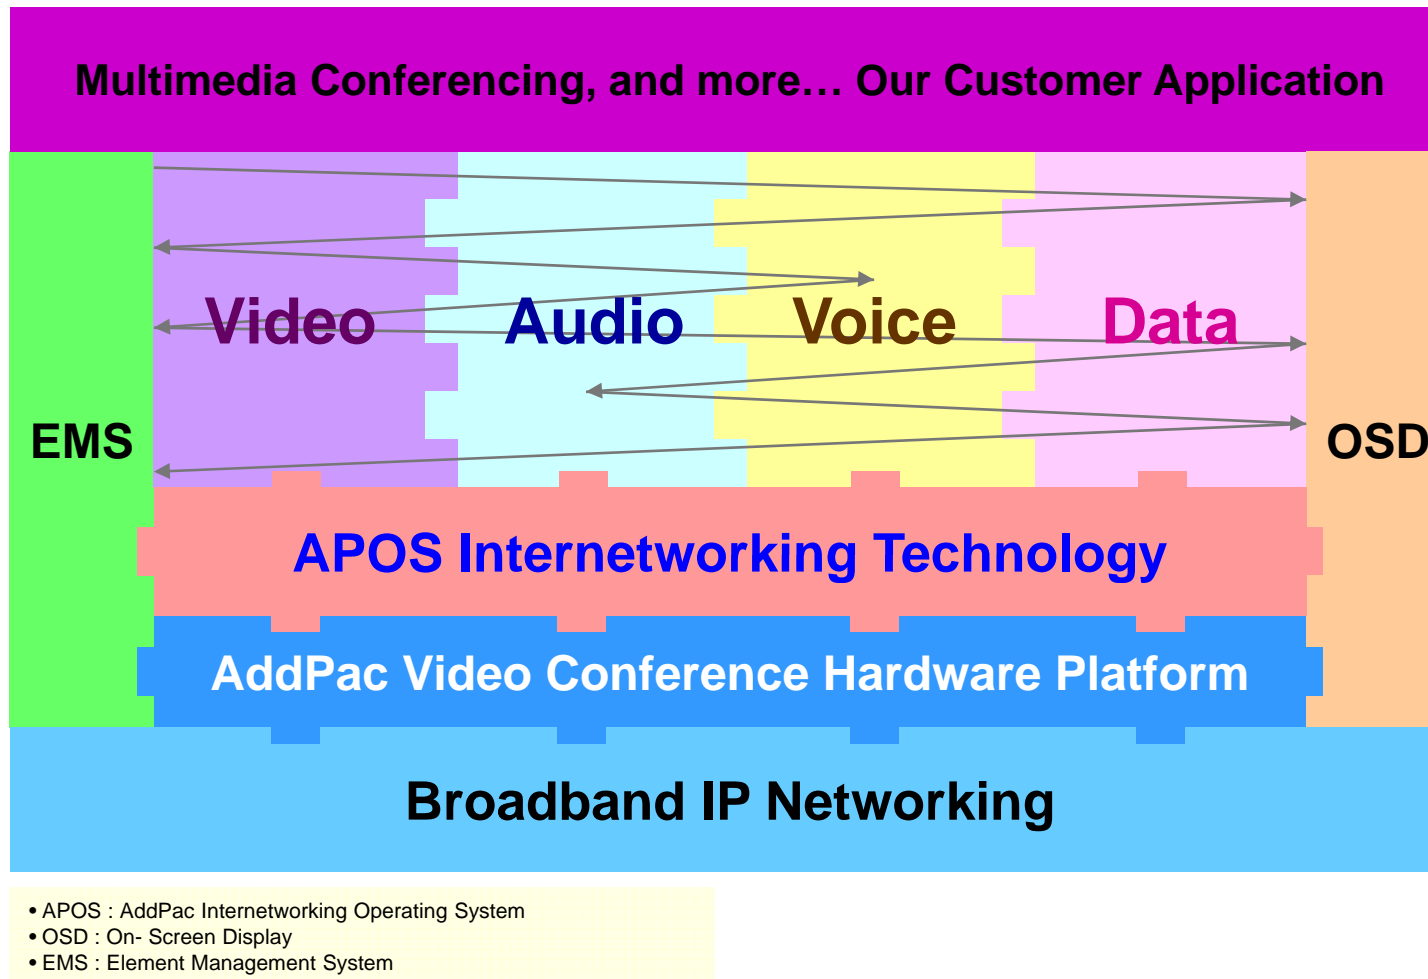 Multimedia Conferencing, and more… Our Customer Application
Video Audio Voice Data
EMS OSD
APOS Internetworking Technology
AddPac Video Conference Hardware Platform
Broadband IP Networking
• APOS : AddPac Internetworking Operating System
• OSD : On- Screen Display
• EMS : Element Management System